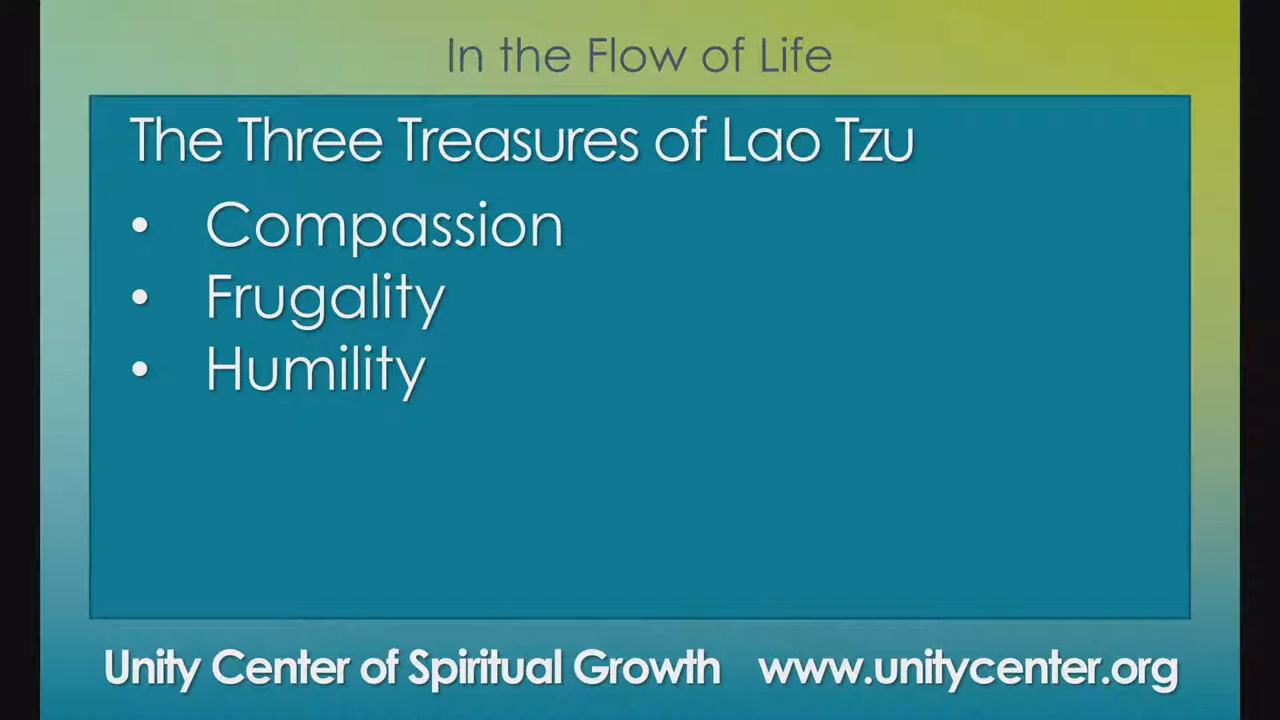 In the Flow of Life
The Three Treasures of Lao Tzu
• Compassion
• Frugality
• Humility
Unity Center of Spiritual Growth www.unitycenter.org